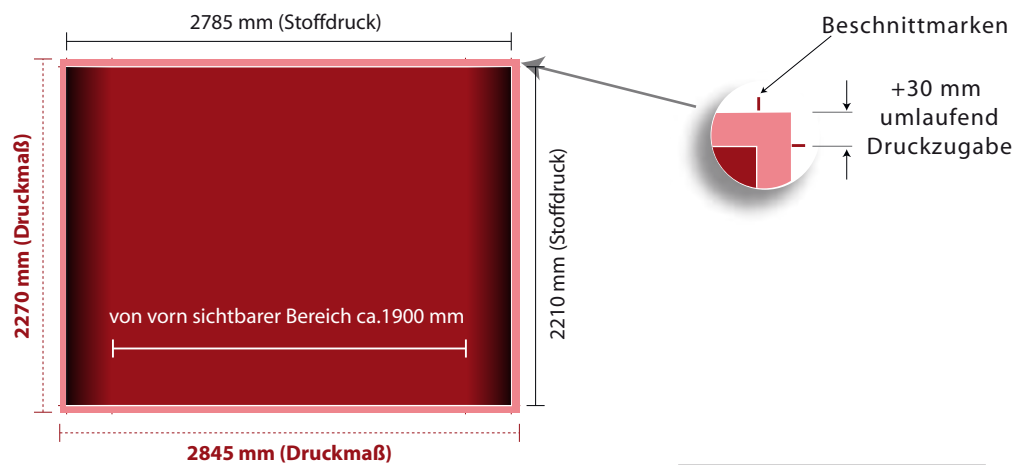 2785 mm (Stoffdruck)
Beschnittmarken
+30 mm
umlaufend
Druckzugabe
2270 mm (Druckmaß)
2210 mm (Stoffdruck)
von vorn sichtbarer Bereich ca.1900 mm
2845 mm (Druckmaß)